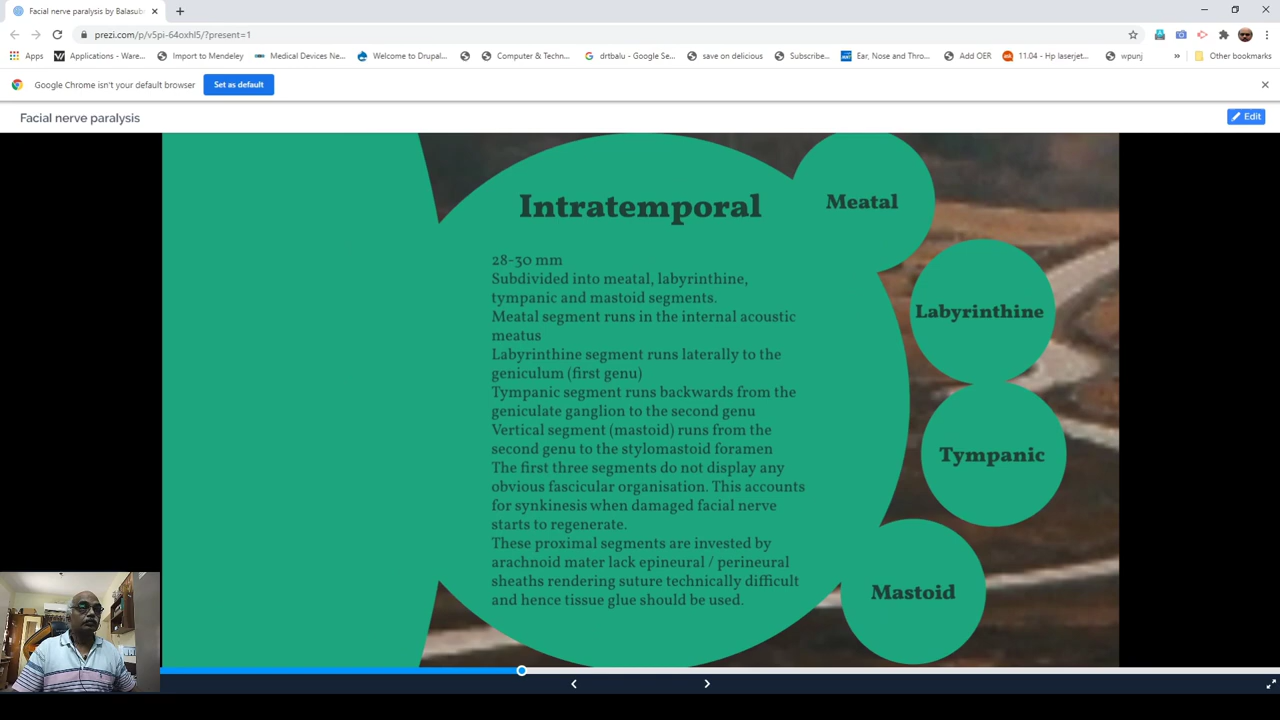 Facial nerve paralysis by Balasub
prezi.com/p/v5pi-64oxhl5/?present=1
Apps
Applications - Ware...
Import to Mendeley
Medical Devices Ne...
Welcome to Drupal...
Computer & Techn...
drtbalu - Google Se...
save on delicious
Subscribe...
Ear, Nose and Thro...
Add OER
11.04 - Hp laserjet...
wpunj
Other bookmarks
Google Chrome isn't your default browser
Set as default
Facial nerve paralysis
Edit
Intratemporal
28-30 mm
Subdivided into meatal, labyrinthine,
tympanic and mastoid segments.
Meatal segment runs in the internal acoustic
meatus
Labyrinthine segment runs laterally to the
geniculum (first genu)
Tympanic segment runs backwards from the
geniculate ganglion to the second genu
Vertical segment (mastoid) runs from the
second genu to the stylomastoid foramen
The first three segments do not display any
obvious fascicular organisation. This accounts
for synkinesis when damaged facial nerve
starts to regenerate.
These proximal segments are invested by
arachnoid mater lack epineural / perineural
sheaths rendering suture technically difficult
and hence tissue glue should be used.
Meatal
Labyrinthine
Tympanic
Mastoid